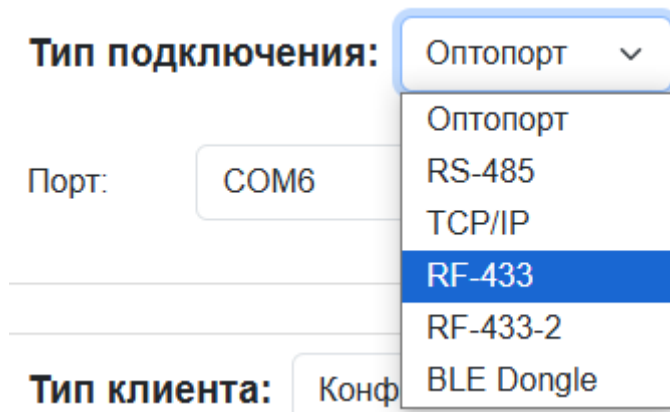 Тип подключения: Оптопорт
Оптопорт
Порт: COM6 RS-485
TCP/IP
RF-433
RF-433-2
Тип клиента: Конф BLE Dongle